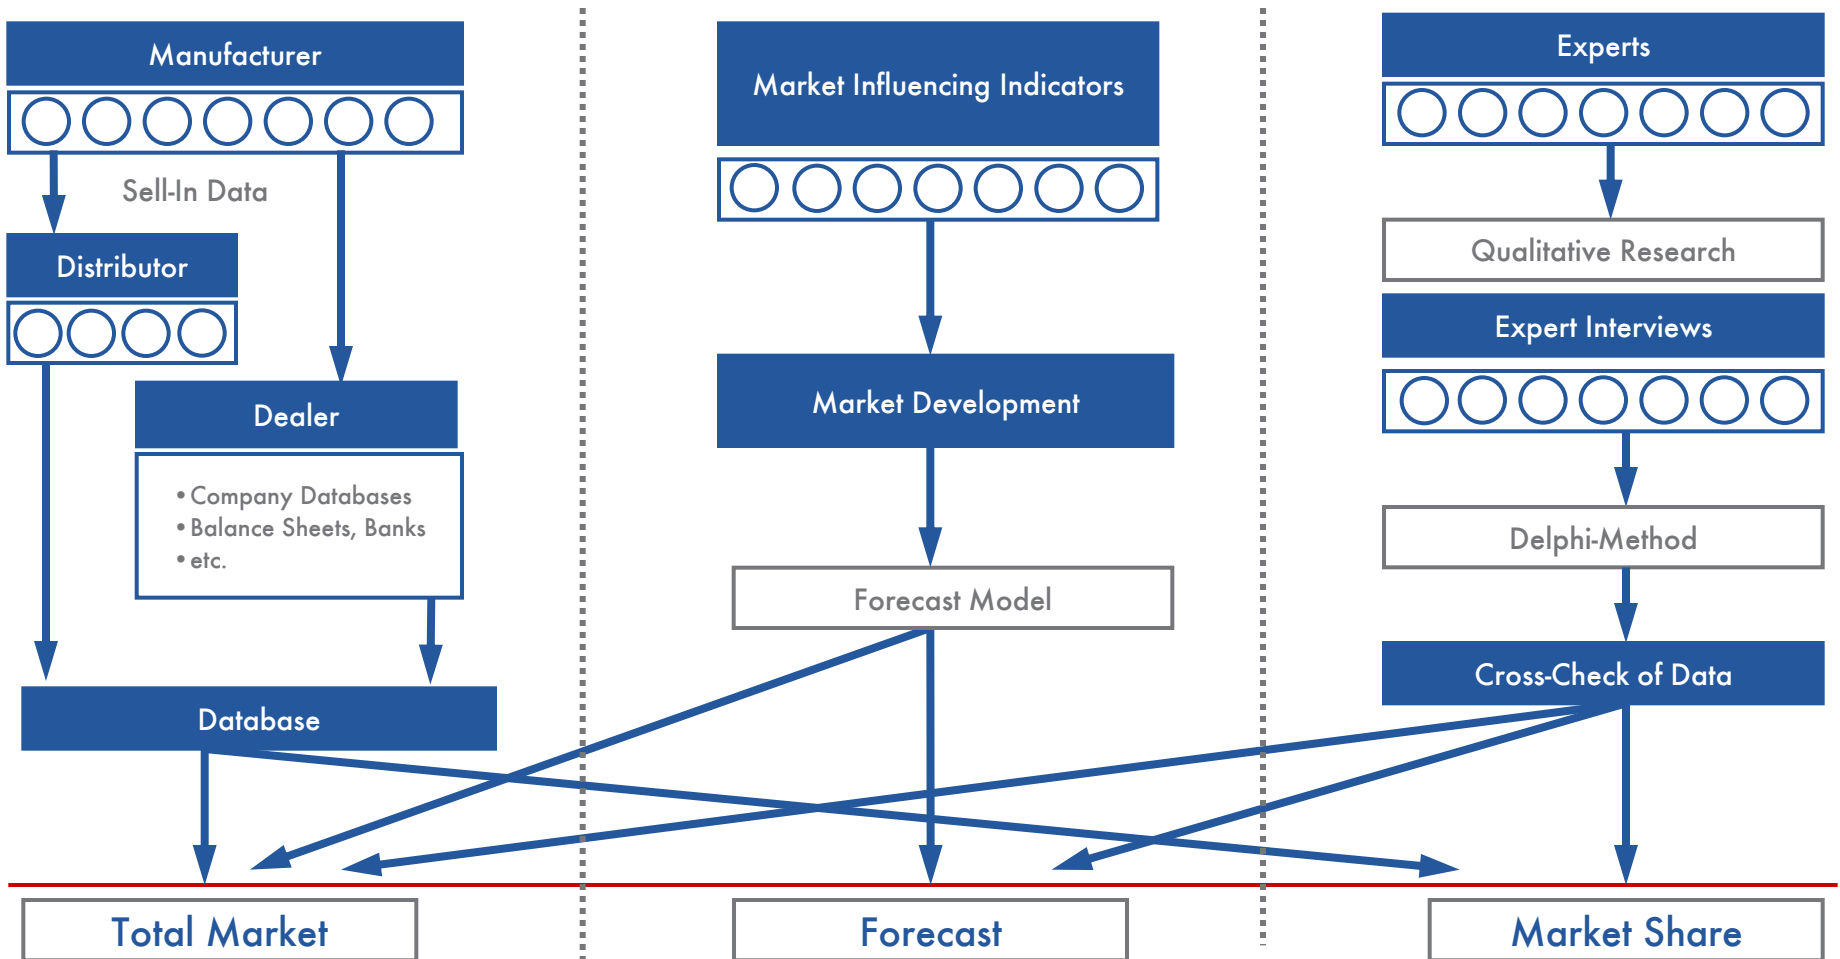 Manufacturer
Sell-In Data
Distributor
Dealer
• Company Databases
• Balance Sheets, Banks
• etc.
Database
Total Market
Market Influencing Indicators
Market Development
Forecast Model
Forecast
Experts
Qualitative Research
Expert Interviews
Delphi-Method
Cross-Check of Data
Market Share